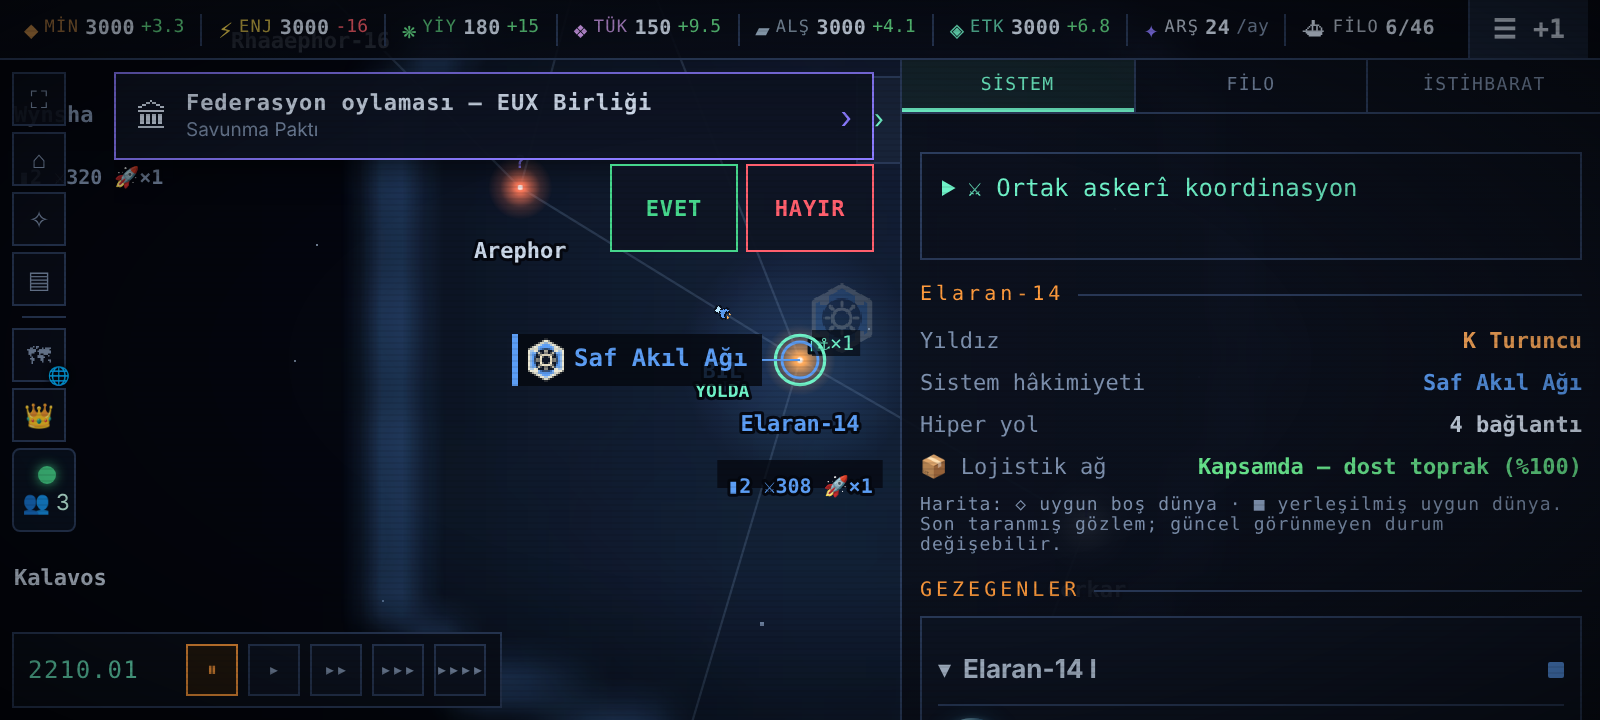 MİN 3000 +3.3 ENJ 3000 -16 YİY 180 +15 TÜK 150 +9.5 ALŞ 3000 +4.1 ETK 3000 +6.8 ARŞ 24 /ay FİLO 6/46 ☰ +1
Rhaaephor-16
SİSTEM FİLO İSTİHBARAT
Federasyon oylaması — EUX Birliği
Savunma Paktı
EVET HAYIR
320 🚀×1
Arephor
Saf Akıl Ağı
×1
YOLDA
Elaran-14
2 ⚔308 🚀×1
👥 3
Kalavos
2210.01
▶ ⚔ Ortak askerî koordinasyon
Elaran-14
Yıldız K Turuncu
Sistem hâkimiyeti Saf Akıl Ağı
Hiper yol 4 bağlantı
📦 Lojistik ağ Kapsamda — dost toprak (%100)
Harita: ◇ uygun boş dünya · ■ yerleşilmiş uygun dünya.
Son taranmış gözlem; güncel görünmeyen durum
değişebilir.
GEZEGENLER
▼ Elaran-14 I